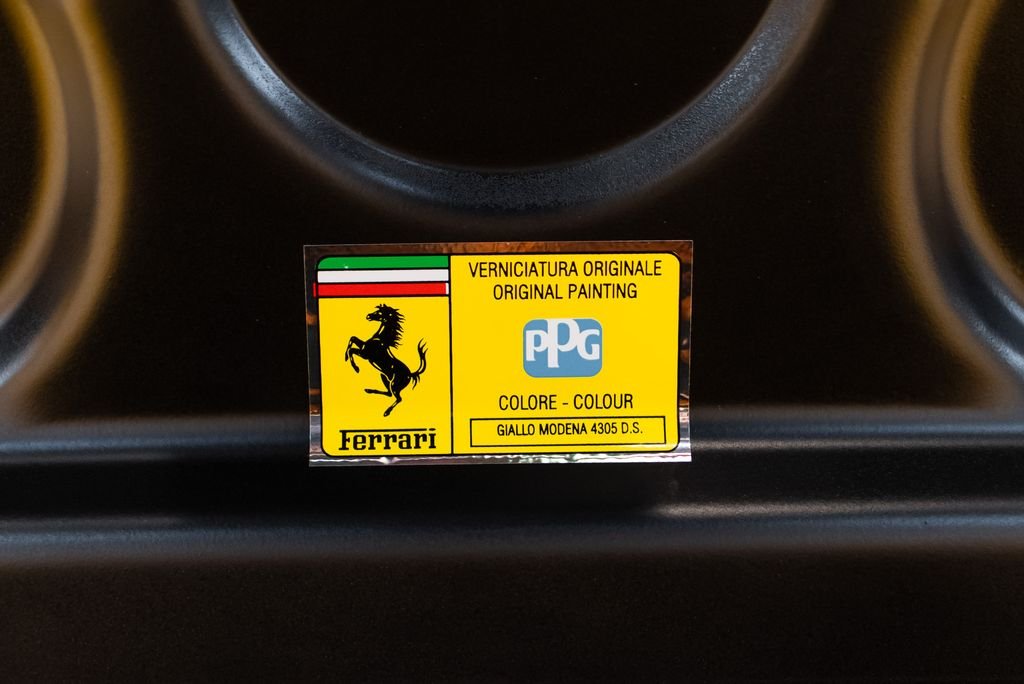 VERNICIATURA ORIGINALE
ORIGINAL PAINTING
PPG
COLORE - COLOUR
GIALLO MODENA 4305 D.S.
Ferrari